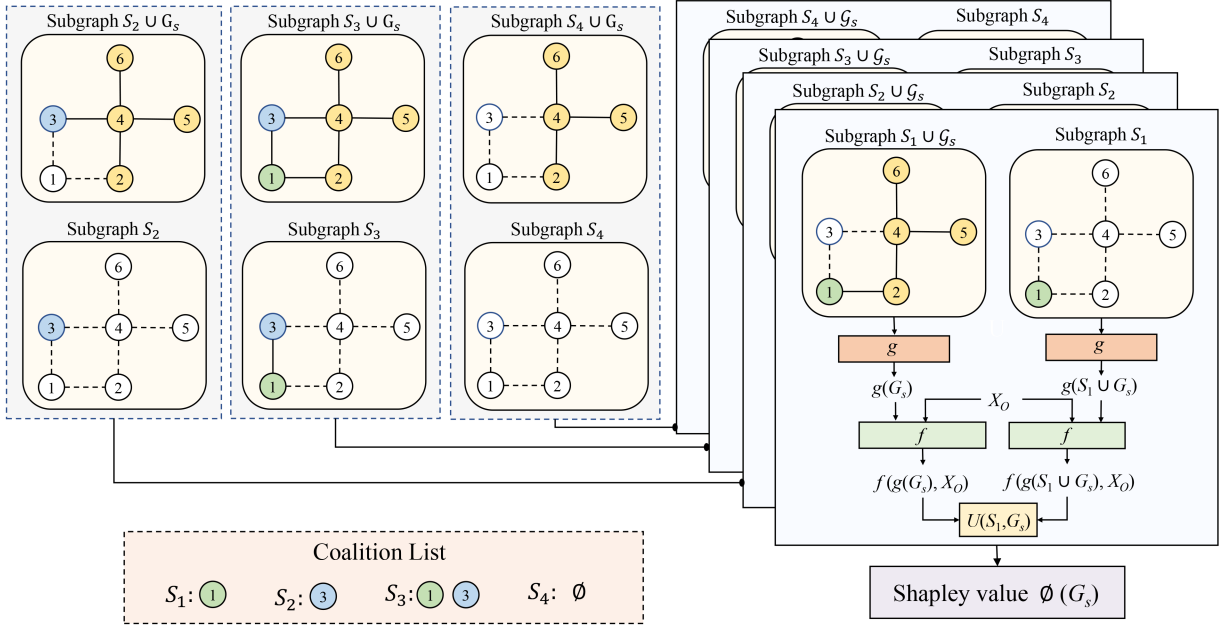 Subgraph S₂ ∪ Gₛ
6
3
4
5
1
2
Subgraph S₂
6
3
4
5
1
2
Subgraph S₃ ∪ Gₛ
6
3
4
5
1
2
Subgraph S₃
6
3
4
5
1
2
Subgraph S₄ ∪ Gₛ
6
3
4
5
1
2
Subgraph S₄
6
3
4
5
1
2
Subgraph S₄ ∪ 𝒢ₛ
Subgraph S₄
Subgraph S₃ ∪ 𝒢ₛ
Subgraph S₃
Subgraph S₂ ∪ 𝒢ₛ
Subgraph S₂
Subgraph S₁ ∪ 𝒢ₛ
6
3
4
5
1
2
Subgraph S₁
6
3
4
5
1
2
g
g
g(Gₛ)
X_O
g(S₁ ∪ Gₛ)
f
f
f(g(Gₛ), X_O)
f(g(S₁ ∪ Gₛ), X_O)
U(S₁,Gₛ)
Shapley value ∅ (Gₛ)
Coalition List
S₁: 1
S₂: 3
S₃: 1 3
S₄: ∅